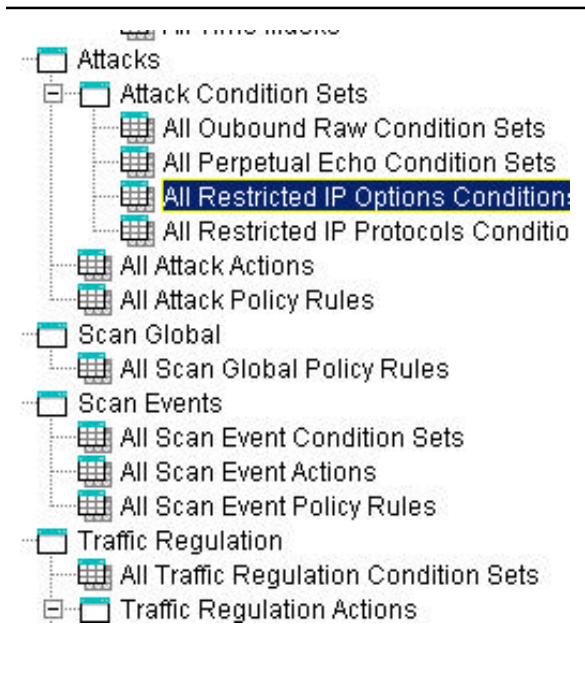 Attacks
Attack Condition Sets
All Oubound Raw Condition Sets
All Perpetual Echo Condition Sets
All Restricted IP Options Conditions
All Restricted IP Protocols Conditio
All Attack Actions
All Attack Policy Rules
Scan Global
All Scan Global Policy Rules
Scan Events
All Scan Event Condition Sets
All Scan Event Actions
All Scan Event Policy Rules
Traffic Regulation
All Traffic Regulation Condition Sets
Traffic Regulation Actions